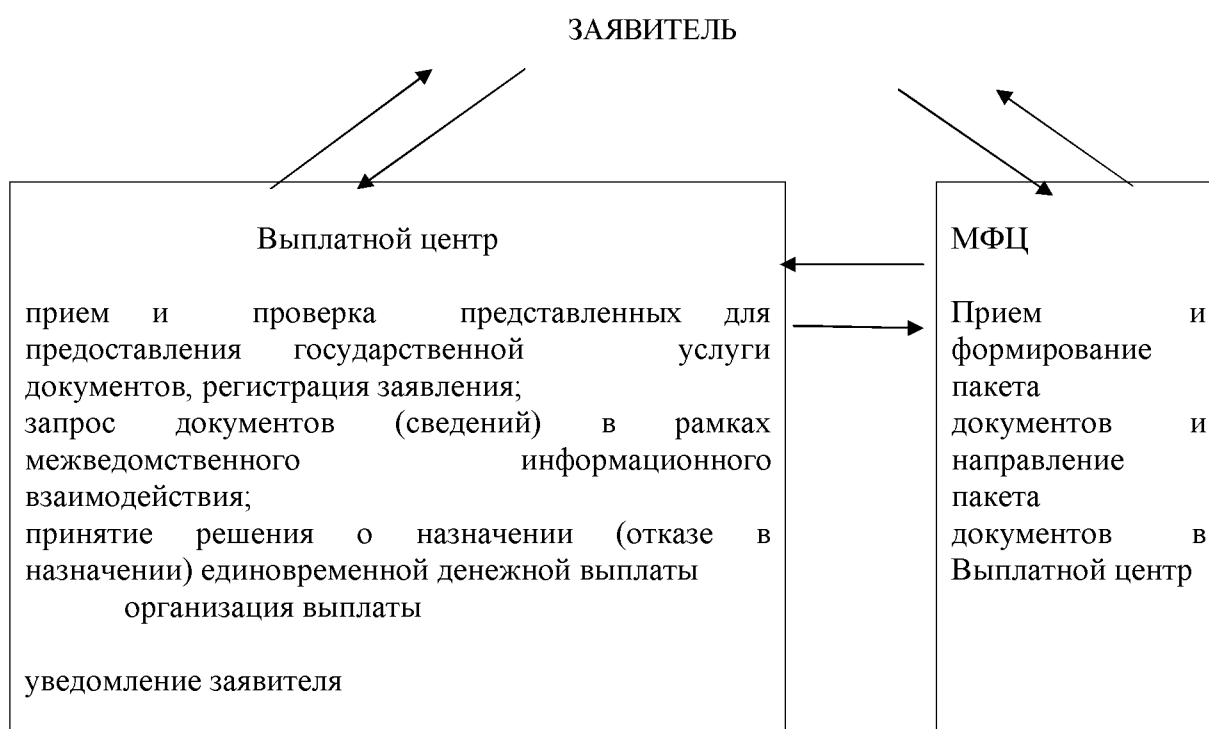 ЗАЯВИТЕЛЬ
Выплатной центр
прием и проверка представленных для
предоставления государственной услуги
документов, регистрация заявления;
запрос документов (сведений) в рамках
межведомственного информационного
взаимодействия;
принятие решения о назначении (отказе в
назначении) единовременной денежной выплаты
организация выплаты
уведомление заявителя
МФЦ
Прием и
формирование
пакета
документов и
направление
пакета
документов в
Выплатной центр